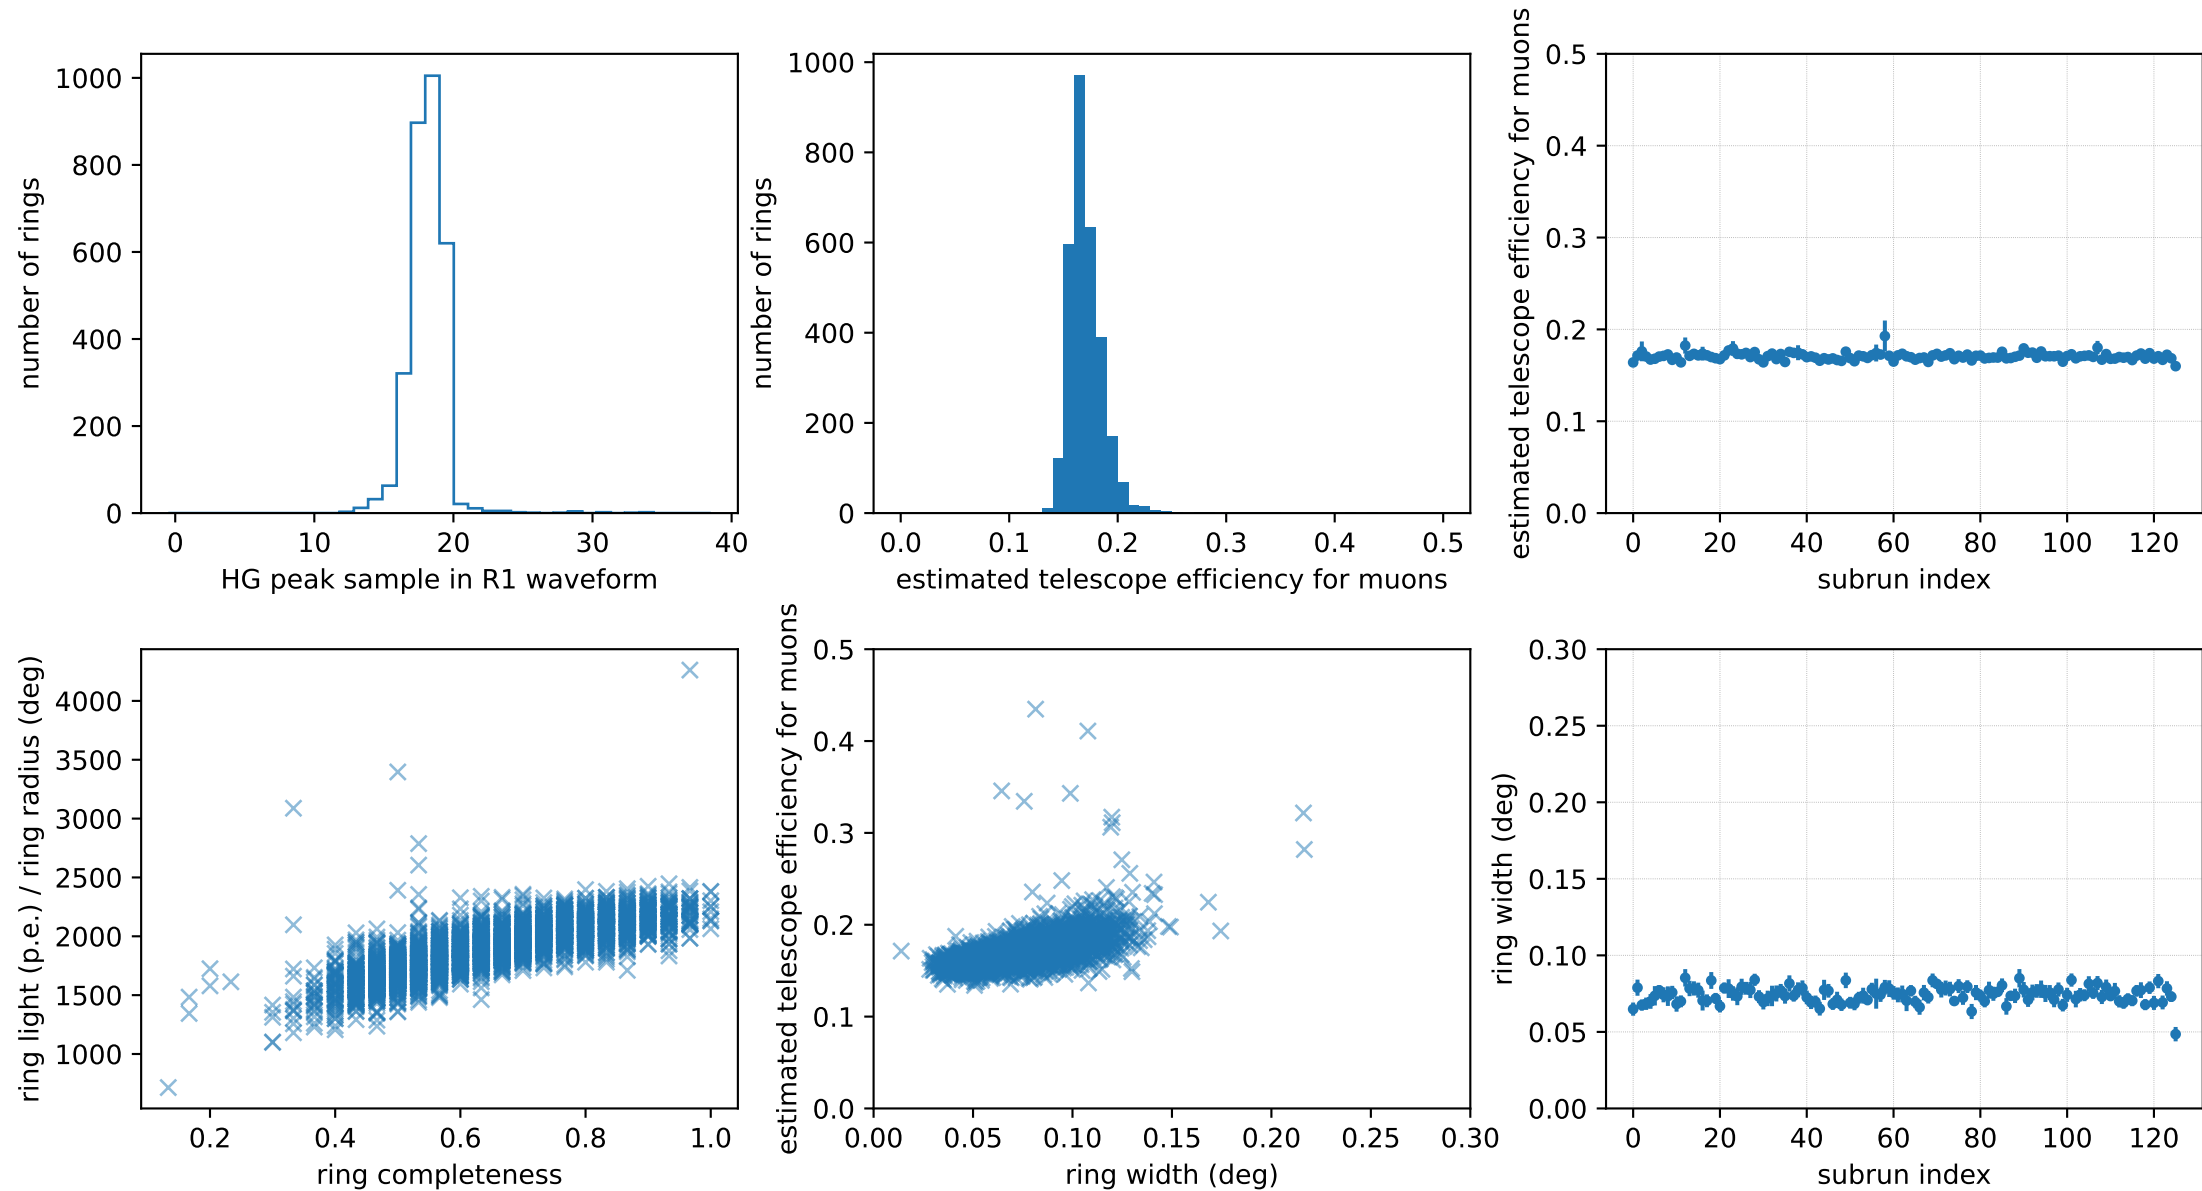 number of rings
1000
800
600
400
200
0
0 10 20 30 40
HG peak sample in R1 waveform
number of rings
1000
800
600
400
200
0
0.0 0.1 0.2 0.3 0.4 0.5
estimated telescope efficiency for muons
estimated telescope efficiency for muons
0.5
0.4
0.3
0.2
0.1
0.0
0 20 40 60 80 100 120
subrun index
ring light (p.e.) / ring radius (deg)
4000
3500
3000
2500
2000
1500
1000
0.2 0.4 0.6 0.8 1.0
ring completeness
estimated telescope efficiency for muons
0.5
0.4
0.3
0.2
0.1
0.0
0.00 0.05 0.10 0.15 0.20 0.25 0.30
ring width (deg)
ring width (deg)
0.30
0.25
0.20
0.15
0.10
0.05
0.00
0 20 40 60 80 100 120
subrun index